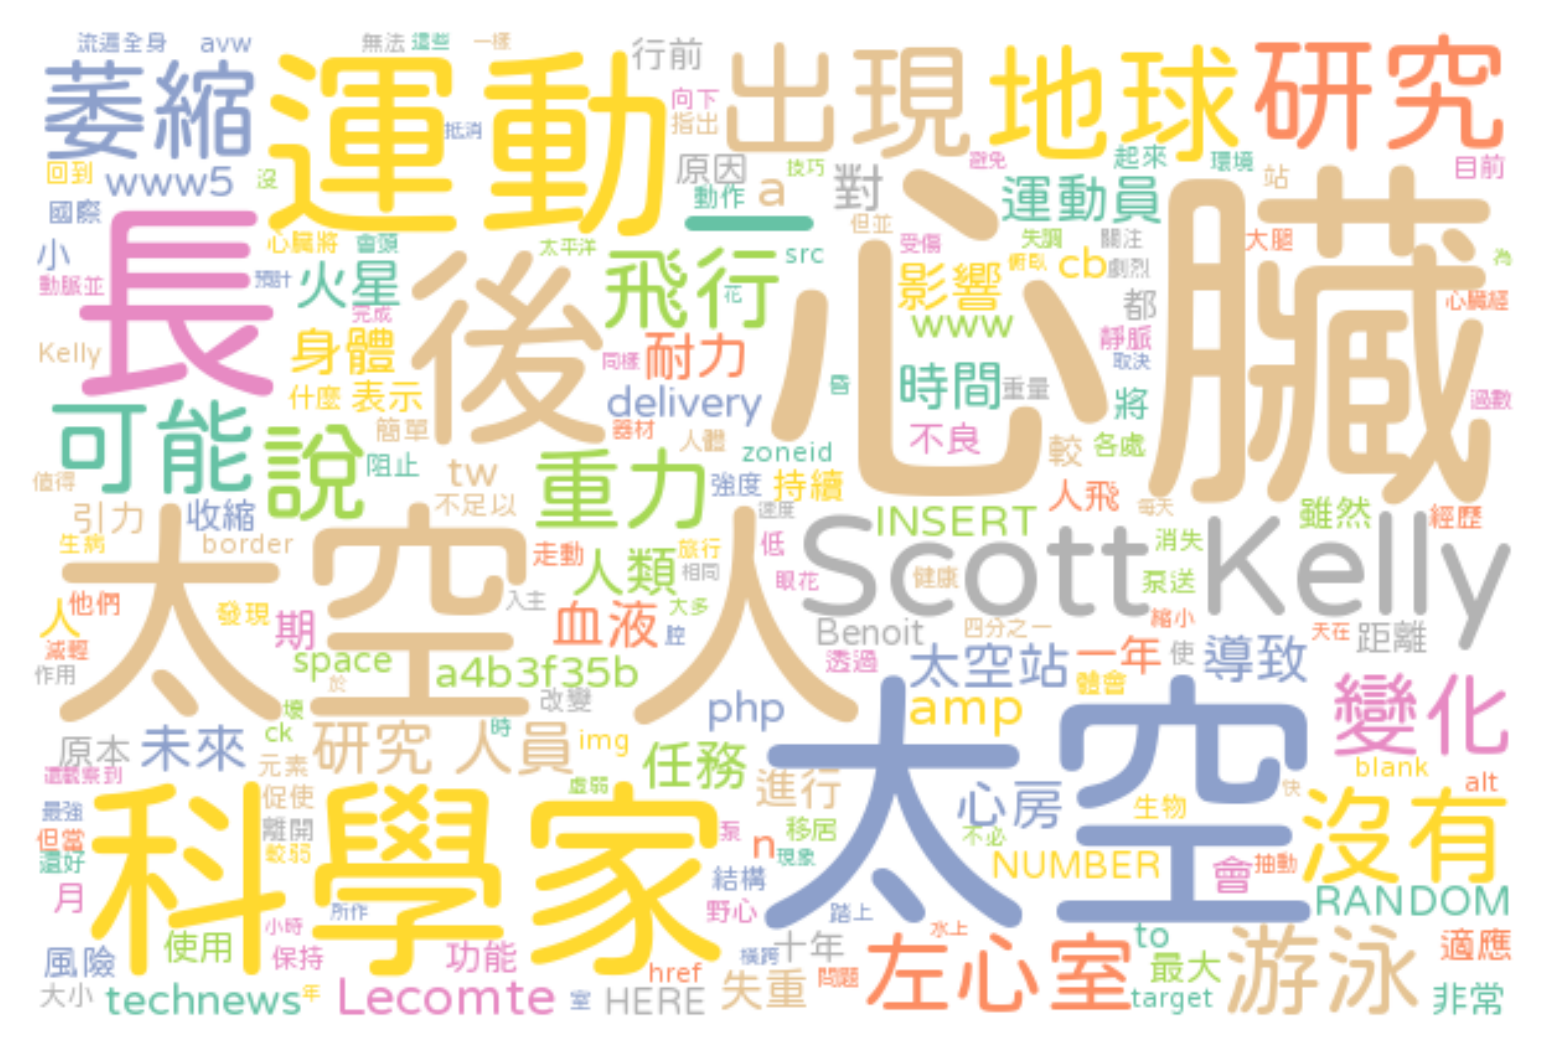 流遍全身 avw 無法 這些 一樣
萎縮 運動 行前 出現 地球 研究
向下 抵消 指出
回到 www5 沒 原因 技巧 避免 起來 環境 站 目前
國際 動作 a 對 運動員
小 長 心臟將 會頭 一 太平洋 src 但並 受傷 失調 關注 大腿 為
動脈並 預計 火星 後 飛行 花 影響 俯臥 cb 劇烈 心臟
完成 www 都 心臟經
Kelly 身體 同樣 耐力 靜脈 取決
什麼 表示 delivery 時間 重量 將 過數
可能 說 簡單 器材 人體 不良 較 各處
值得 阻止 tw 重力 zoneid 強度 持續 人飛 每天
引力 收縮 不足以 速度 INSERT 雖然 經歷
生病 border 太空人 走動 旅行 低 Scott Kelly 消失
人類 相同 眼花 健康 泵送
人 他們 發現 期 入主 血液 大多 腔 Benoit 四分之一 縮小 天在 距離
減輕 作用 space 於 a4b3f35b 透過 太空站 一年 使 導致
改變 php amp 體會 變化
壞 ck 時
原本 未來 研究人員 img 任務 太空
還觀察到 元素 虛弱 進行 心房 生物 blank alt 快
最強 科學家 促使 移居 沒有
但當 離開 泵 n 現象 不必 NUMBER 會 抽動
還好 較弱 結構
月 所作 野心 踏上 RANDOM
小時 水上 to
風險 使用 保持 功能 橫跨 十年 左心室 游泳 適應
href 失重 問題 最大
大小 technews 年 Lecomte 室 HERE target 非常